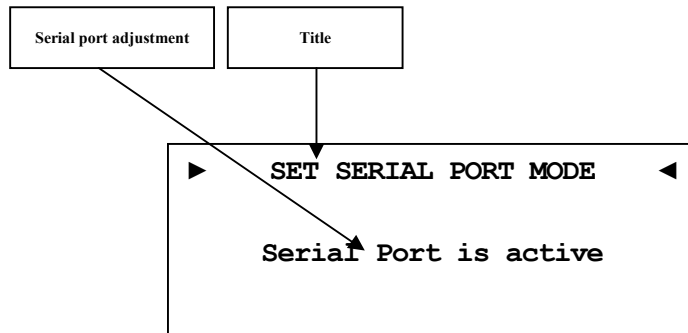 Serial port adjustment
Title
► SET SERIAL PORT MODE ◄
Serial Port is active